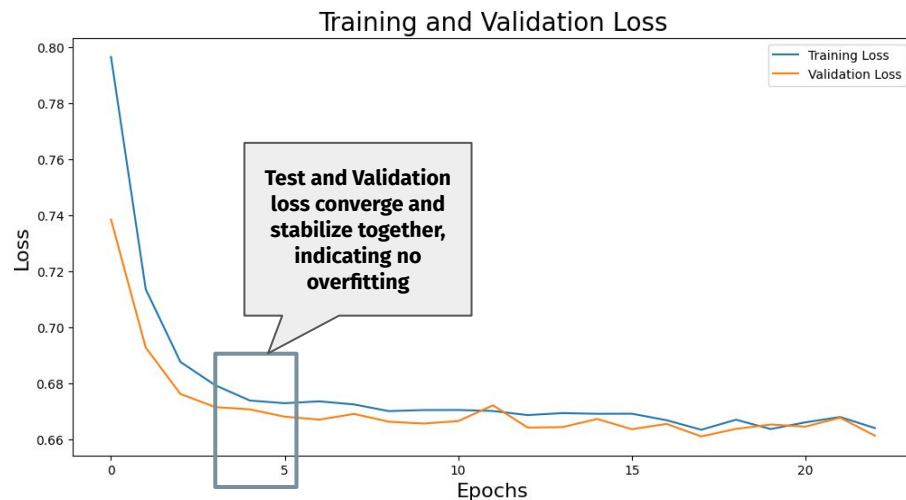 Training and Validation Loss
0.80
0.78
0.76
0.74
0.72
0.70
0.68
0.66
Loss
Training Loss
Validation Loss
Test and Validation
loss converge and
stabilize together,
indicating no
overfitting
0
5
10
15
20
Epochs